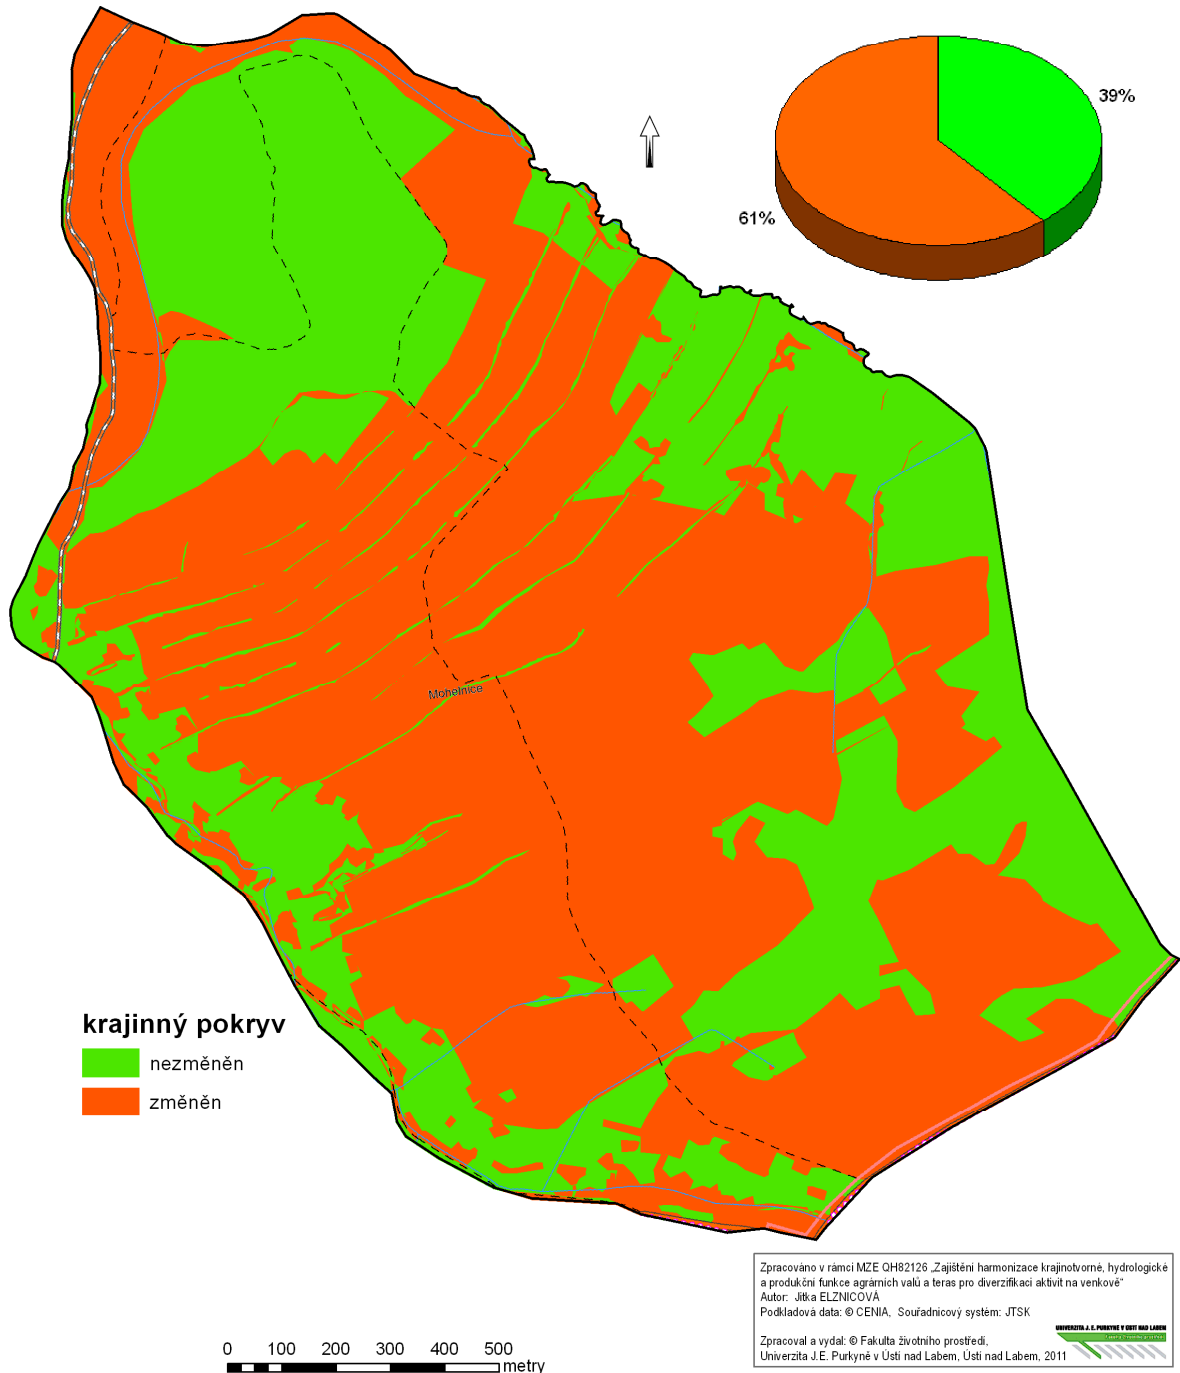 39%
61%
Mohelnice
krajinný pokryv
nezměněn
změněn
Zpracováno v rámci MZE QH82126 „Zajištění harmonizace krajinotvorné, hydrologické
a produkční funkce agrárních valů a teras pro diverzifikaci aktivit na venkově“
Autor: Jitka ELZNICOVÁ
Podkladová data: © CENIA, Souřadnicový systém: JTSK
Zpracoval a vydal: © Fakulta životního prostředí,
Univerzita J.E. Purkyně v Ústí nad Labem, Ústí nad Labem, 2011
UNIVERZITA J. E. PURKYNĚ V ÚSTÍ NAD LABEM
Fakulta životního prostředí
0 100 200 300 400 500
metry